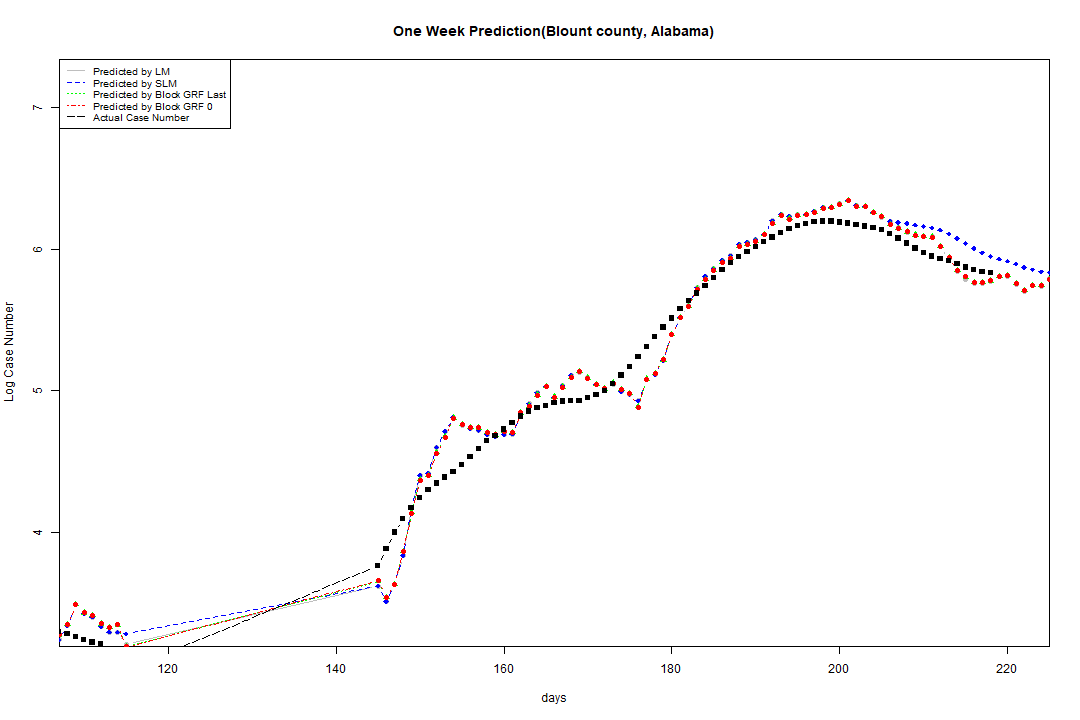 One Week Prediction(Blount county, Alabama)
Predicted by LM
Predicted by SLM
Predicted by Block GRF Last
Predicted by Block GRF 0
Actual Case Number
7
6
5
4
Log Case Number
120
140
160
180
200
220
days